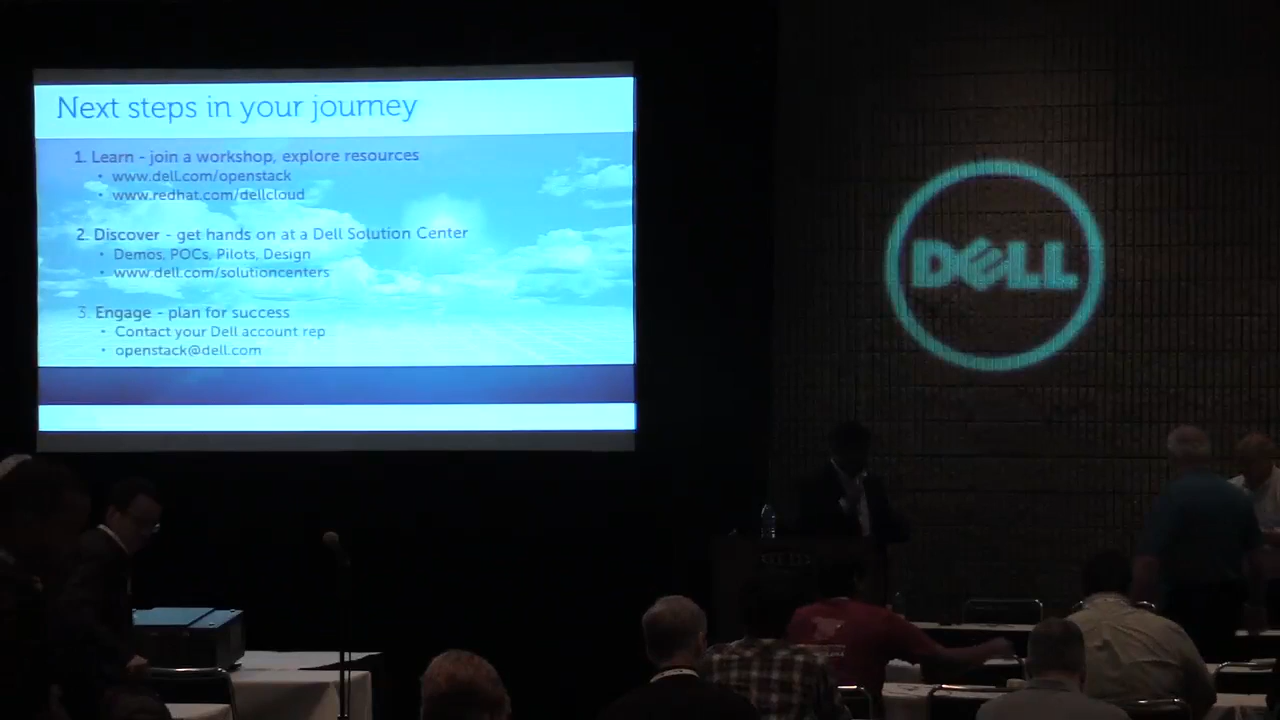 Next steps in your journey
1. Learn - join a workshop, explore resources
• www.dell.com/openstack
• www.redhat.com/dellcloud
2. Discover - get hands on at a Dell Solution Center
• Demos, POCs, Pilots, Design
• www.dell.com/solutioncenters
3. Engage - plan for success
• Contact your Dell account rep
• openstack@dell.com
DELL